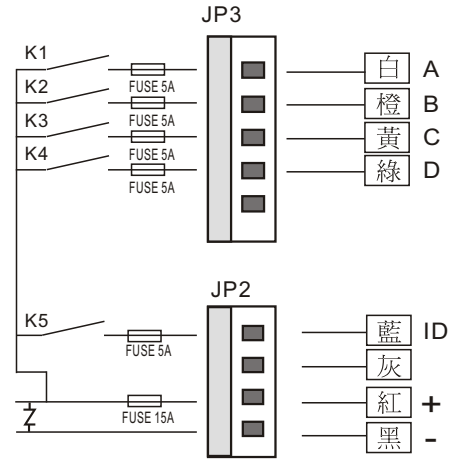 JP3
K1
FUSE 5A
白 A
K2
FUSE 5A
橙 B
K3
FUSE 5A
黃 C
K4
FUSE 5A
綠 D
JP2
K5
FUSE 5A
藍 ID
灰
FUSE 15A
紅 +
黑 -